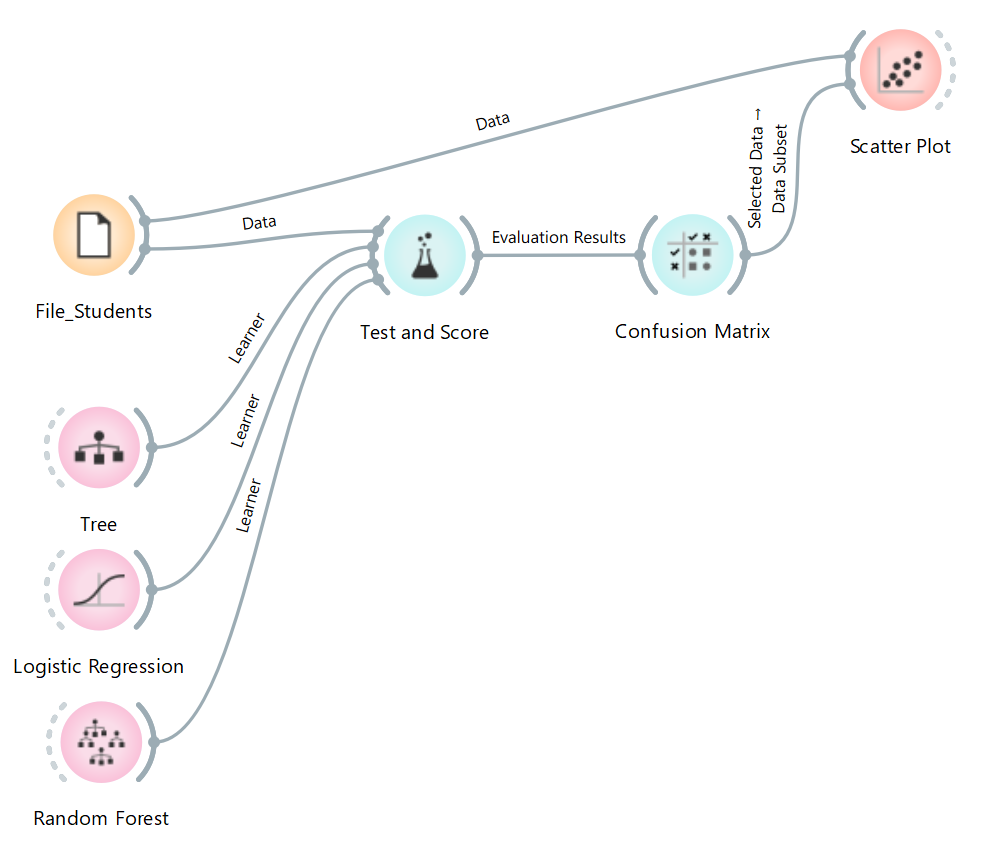 Data
Selected Data →
Data Subset
Scatter Plot
Data
Evaluation Results
File_Students
Test and Score
Confusion Matrix
Learner
Learner
Learner
Tree
Logistic Regression
Random Forest